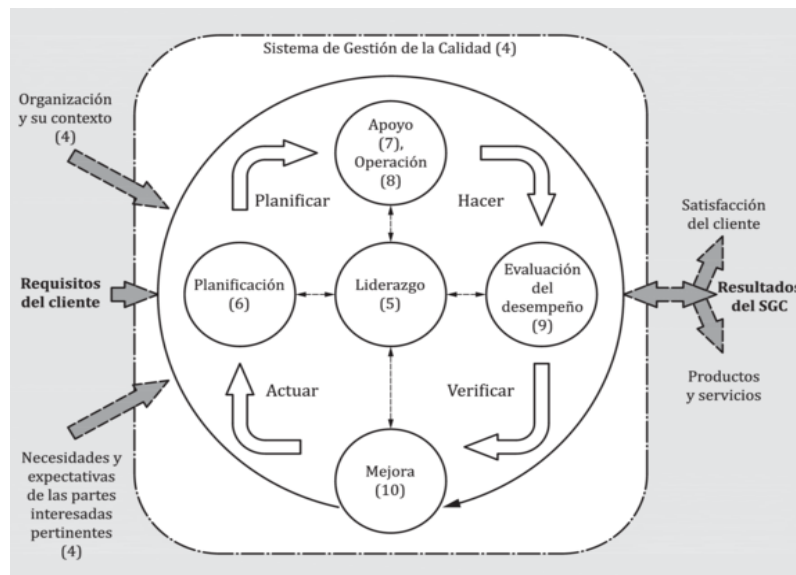 Sistema de Gestión de la Calidad (4)
Organización
y su contexto
(4)
Apoyo
(7),
Operación
(8)
Planificar
Hacer
Satisfacción
del cliente
Requisitos
del cliente
Planificación
(6)
Liderazgo
(5)
Evaluación
del
desempeño
(9)
Resultados
del SGC
Actuar
Verificar
Productos
y servicios
Necesidades y
expectativas
de las partes
interesadas
pertinentes
(4)
Mejora
(10)